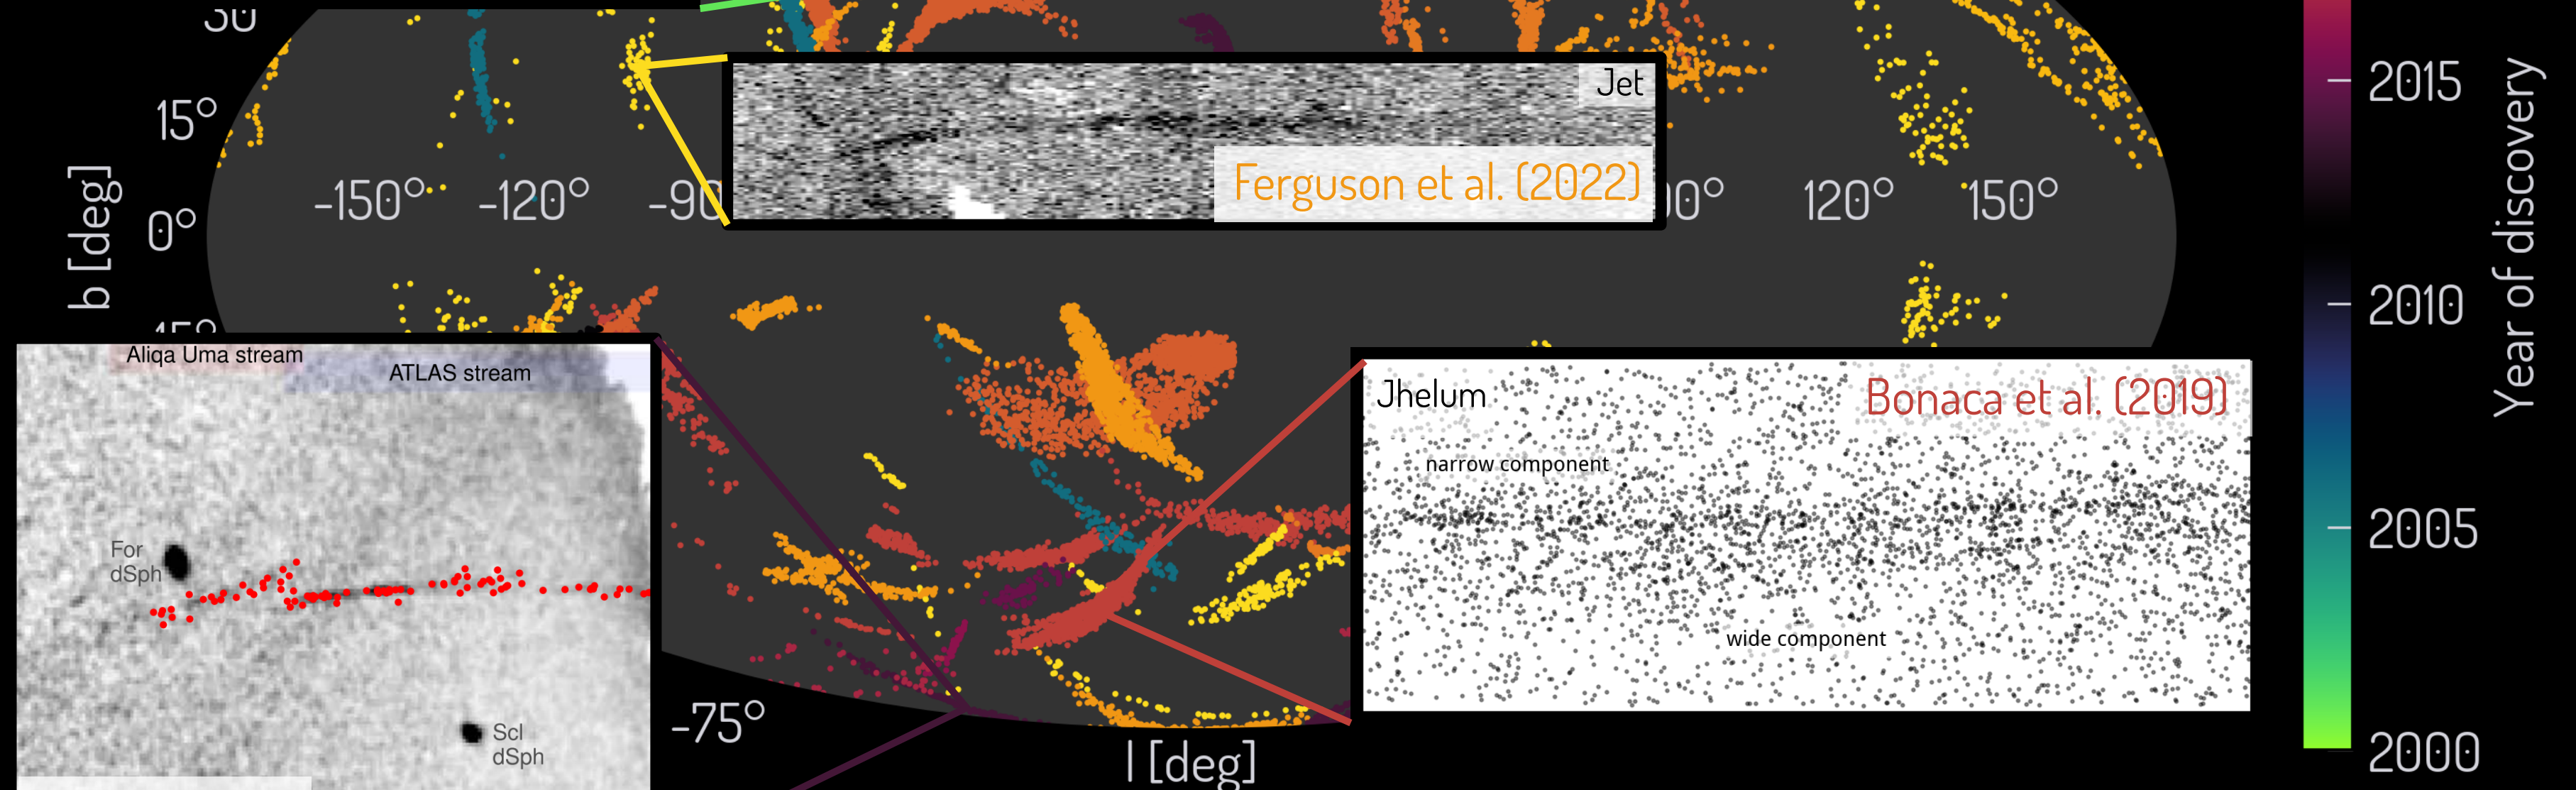 30
15°
0°
b [deg]
-150°
-120°
-90
120°
150°
Jet
Ferguson et al. (2022)
Aliqa Uma stream
ATLAS stream
For
dSph
Scl
dSph
Jhelum
Bonaca et al. (2019)
narrow component
wide component
-75°
l [deg]
2015
2010
2005
2000
Year of discovery